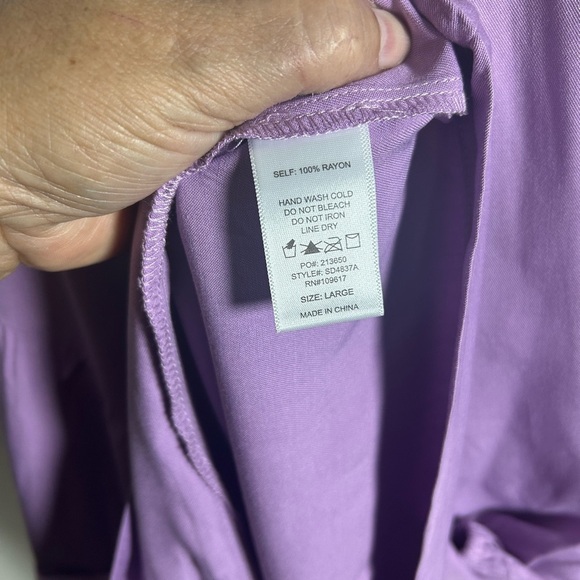 SELF: 100% RAYON
HAND WASH COLD
DO NOT BLEACH
DO NOT IRON
LINE DRY
PO#: 213650
STYLE#: SD4637A
RN#109617
SIZE: LARGE
MADE IN CHINA